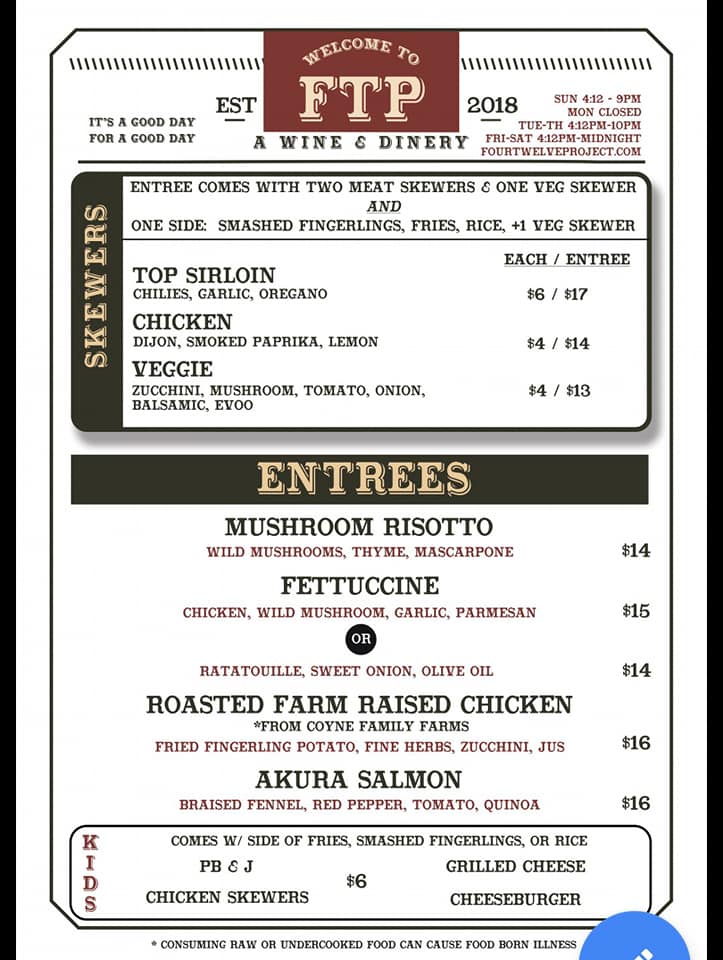 WELCOME TO
FTP
EST
2018
IT'S A GOOD DAY
FOR A GOOD DAY
A WINE & DINERY
SUN 4:12 - 9PM
MON CLOSED
TUE-TH 4:12PM-10PM
FRI-SAT 4:12PM-MIDNIGHT
FOURTWELVEPROJECT.COM
SKEWERS
ENTREE COMES WITH TWO MEAT SKEWERS & ONE VEG SKEWER
AND
ONE SIDE: SMASHED FINGERLINGS, FRIES, RICE, +1 VEG SKEWER
EACH / ENTREE
TOP SIRLOIN
CHILIES, GARLIC, OREGANO $6 / $17
CHICKEN
DIJON, SMOKED PAPRIKA, LEMON $4 / $14
VEGGIE
ZUCCHINI, MUSHROOM, TOMATO, ONION, $4 / $13
BALSAMIC, EVOO
ENTREES
MUSHROOM RISOTTO
WILD MUSHROOMS, THYME, MASCARPONE $14
FETTUCCINE
CHICKEN, WILD MUSHROOM, GARLIC, PARMESAN $15
OR
RATATOUILLE, SWEET ONION, OLIVE OIL $14
ROASTED FARM RAISED CHICKEN
*FROM COYNE FAMILY FARMS
FRIED FINGERLING POTATO, FINE HERBS, ZUCCHINI, JUS $16
AKURA SALMON
BRAISED FENNEL, RED PEPPER, TOMATO, QUINOA $16
KIDS
COMES W/ SIDE OF FRIES, SMASHED FINGERLINGS, OR RICE
PB & J
GRILLED CHEESE
$6
CHICKEN SKEWERS
CHEESEBURGER
* CONSUMING RAW OR UNDERCOOKED FOOD CAN CAUSE FOOD BORN ILLNESS